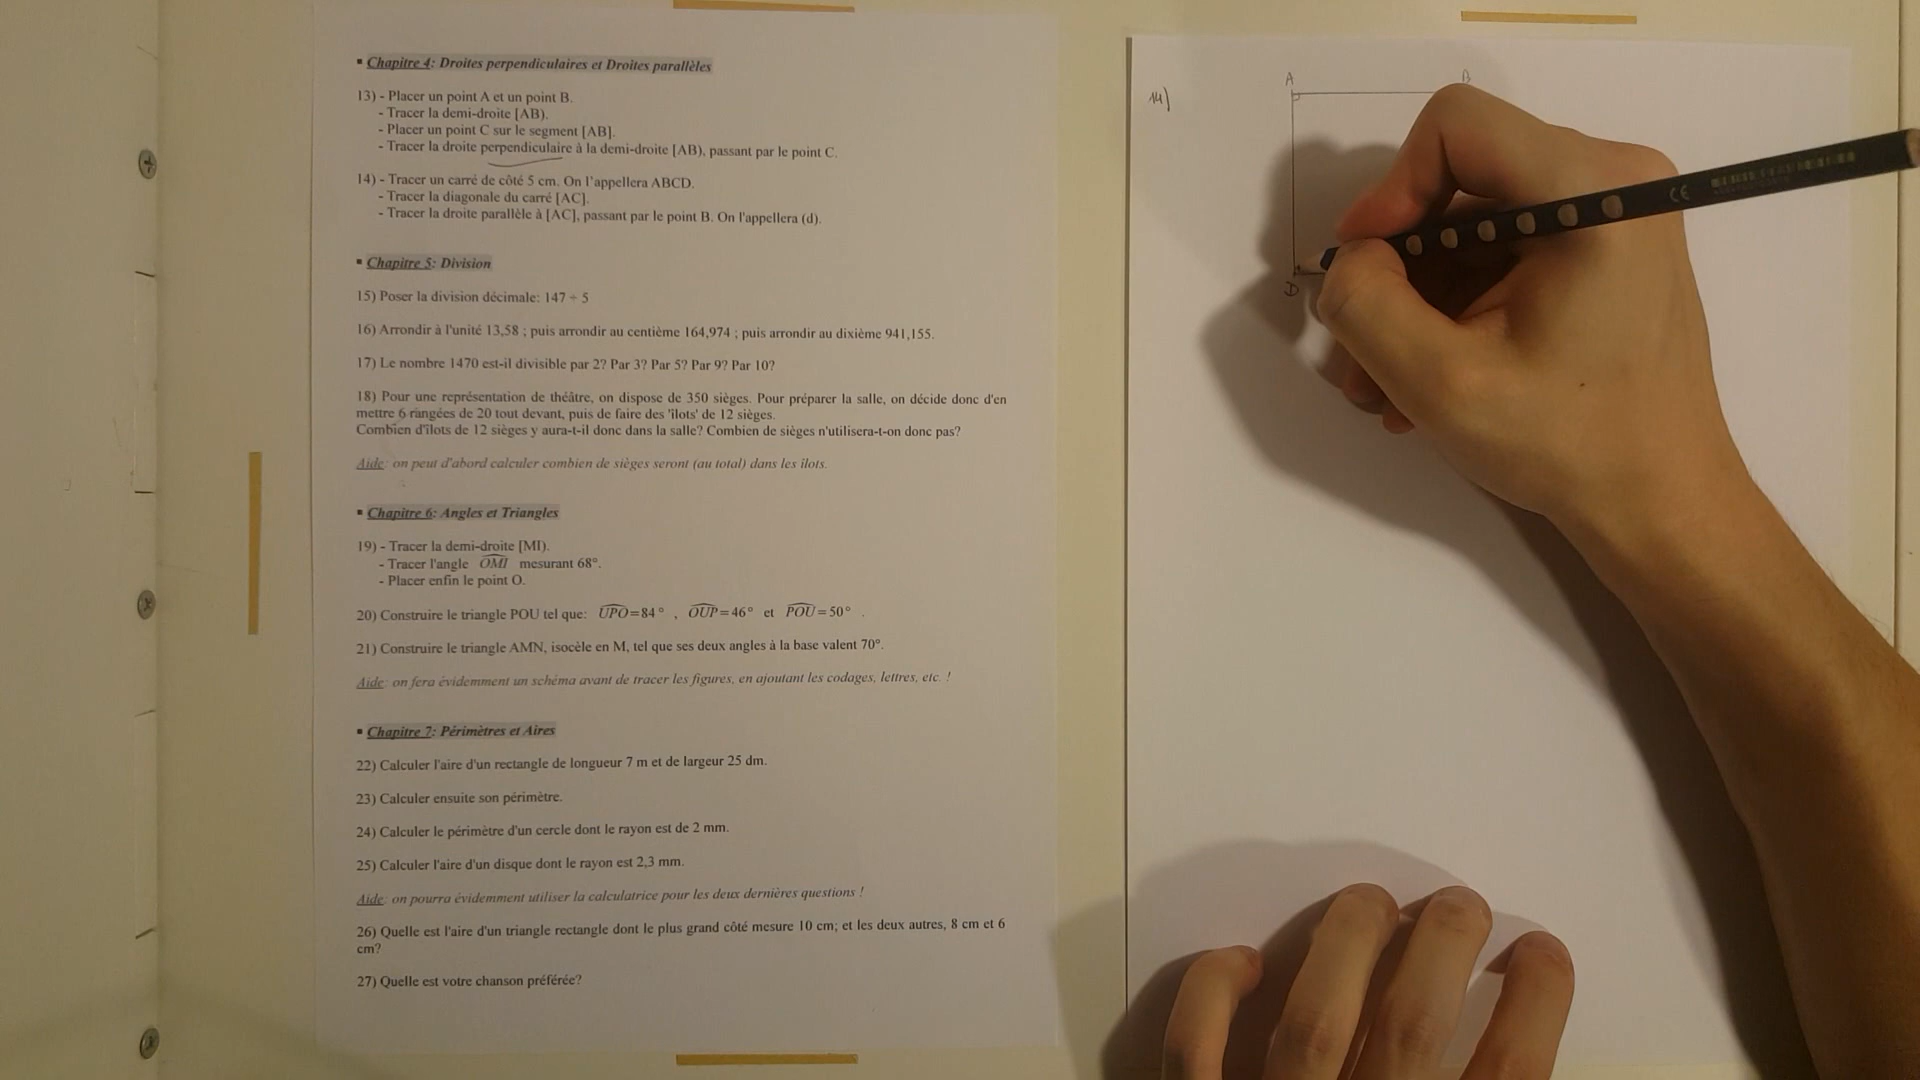 ▪ Chapitre 4: Droites perpendiculaires et Droites parallèles
13) - Placer un point A et un point B.
- Tracer la demi-droite [AB).
- Placer un point C sur le segment [AB].
- Tracer la droite perpendiculaire à la demi-droite [AB), passant par le point C.
14) - Tracer un carré de côté 5 cm. On l'appellera ABCD.
- Tracer la diagonale du carré [AC].
- Tracer la droite parallèle à [AC], passant par le point B. On l'appellera (d).
▪ Chapitre 5: Division
15) Poser la division décimale: 147 ÷ 5
16) Arrondir à l'unité 13,58 ; puis arrondir au centième 164,974 ; puis arrondir au dixième 941,155.
17) Le nombre 1470 est-il divisible par 2? Par 3? Par 5? Par 9? Par 10?
18) Pour une représentation de théâtre, on dispose de 350 sièges. Pour préparer la salle, on décide donc d'en
mettre 6 rangées de 20 tout devant, puis de faire des 'îlots' de 12 sièges.
Combien d'îlots de 12 sièges y aura-t-il donc dans la salle? Combien de sièges n'utilisera-t-on donc pas?
Aide: on peut d'abord calculer combien de sièges seront (au total) dans les îlots.
▪ Chapitre 6: Angles et Triangles
19) - Tracer la demi-droite [MI).
- Tracer l'angle OMI mesurant 68°.
- Placer enfin le point O.
20) Construire le triangle POU tel que: UPO=84° , OUP=46° et POU=50° .
21) Construire le triangle AMN, isocèle en M, tel que ses deux angles à la base valent 70°.
Aide: on fera évidemment un schéma avant de tracer les figures, en ajoutant les codages, lettres, etc. !
▪ Chapitre 7: Périmètres et Aires
22) Calculer l'aire d'un rectangle de longueur 7 m et de largeur 25 dm.
23) Calculer ensuite son périmètre.
24) Calculer le périmètre d'un cercle dont le rayon est de 2 mm.
25) Calculer l'aire d'un disque dont le rayon est 2,3 mm.
Aide: on pourra évidemment utiliser la calculatrice pour les deux dernières questions !
26) Quelle est l'aire d'un triangle rectangle dont le plus grand côté mesure 10 cm; et les deux autres, 8 cm et 6
cm?
27) Quelle est votre chanson préférée?
14)
A B
D
CE